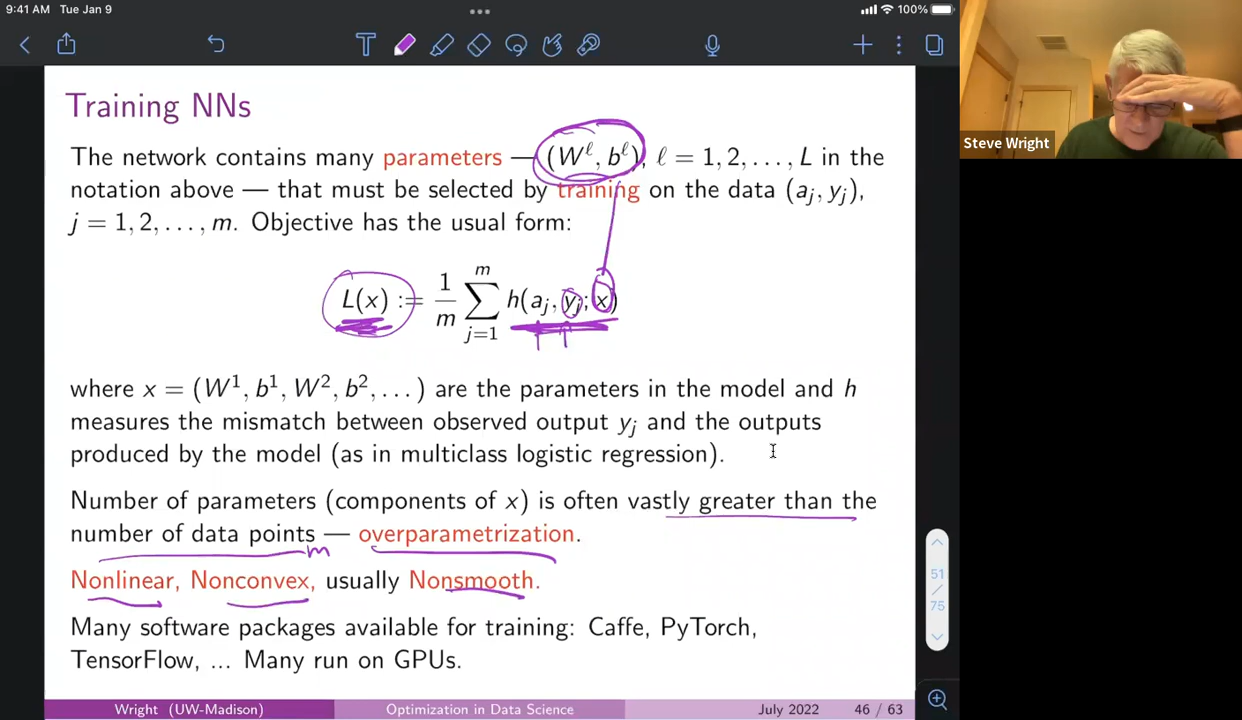 9:41 AM Tue Jan 9
100%
Training NNs
The network contains many parameters — (W^ℓ, b^ℓ), ℓ = 1, 2, . . . , L in the
notation above — that must be selected by training on the data (a_j, y_j),
j = 1, 2, . . . , m. Objective has the usual form:
L(x) := \frac{1}{m} \sum_{j=1}^{m} h(a_j, y_j; x)
where x = (W^1, b^1, W^2, b^2, . . . ) are the parameters in the model and h
measures the mismatch between observed output y_j and the outputs
produced by the model (as in multiclass logistic regression).
Number of parameters (components of x) is often vastly greater than the
number of data points — overparametrization.
m
Nonlinear, Nonconvex, usually Nonsmooth.
Many software packages available for training: Caffe, PyTorch,
TensorFlow, ... Many run on GPUs.
Wright (UW-Madison) Optimization in Data Science July 2022 46 / 63
51
/
75
Steve Wright